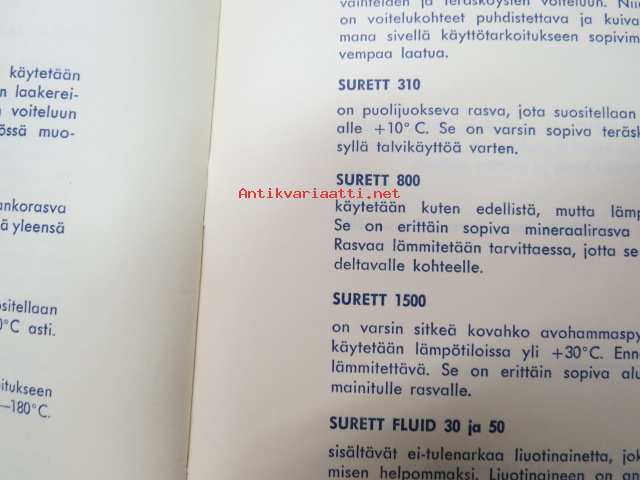 käytetään
n laakerei-
n voiteluun
össä muo-
ankorasva
ä yleensä
ositellaan
0°C asti.
oitukseen
—180°C.
vaihteiden ja teräsköysten voiteluun.
on voitelukohteet puhdistettava ja kuiva
mana sivellä käyttötarkoitukseen sopivim
vempaa laatua.
SURETT 310
on puolijuokseva rasva, jota suositellaan
alle +10° C. Se on varsin sopiva teräsk
syllä talvikäyttöä varten.
SURETT 800
käytetään kuten edellistä, mutta lämp
Se on erittäin sopiva mineraalirasva
Rasvaa lämmitetään tarvittaessa, jotta se
deltavalle kohteelle.
SURETT 1500
on varsin sitkeä kovahko avohammaspy
käytetään lämpötiloissa yli +30°C. Enn
lämmitettävä. Se on erittäin sopiva alu
mainitulle rasvalle.
SURETT FLUID 30 ja 50
sisältävät ei-tulenarkaa liuotinainetta, jok
misen helpommaksi. Liuotinaineen on an
Antikvariaatti.net